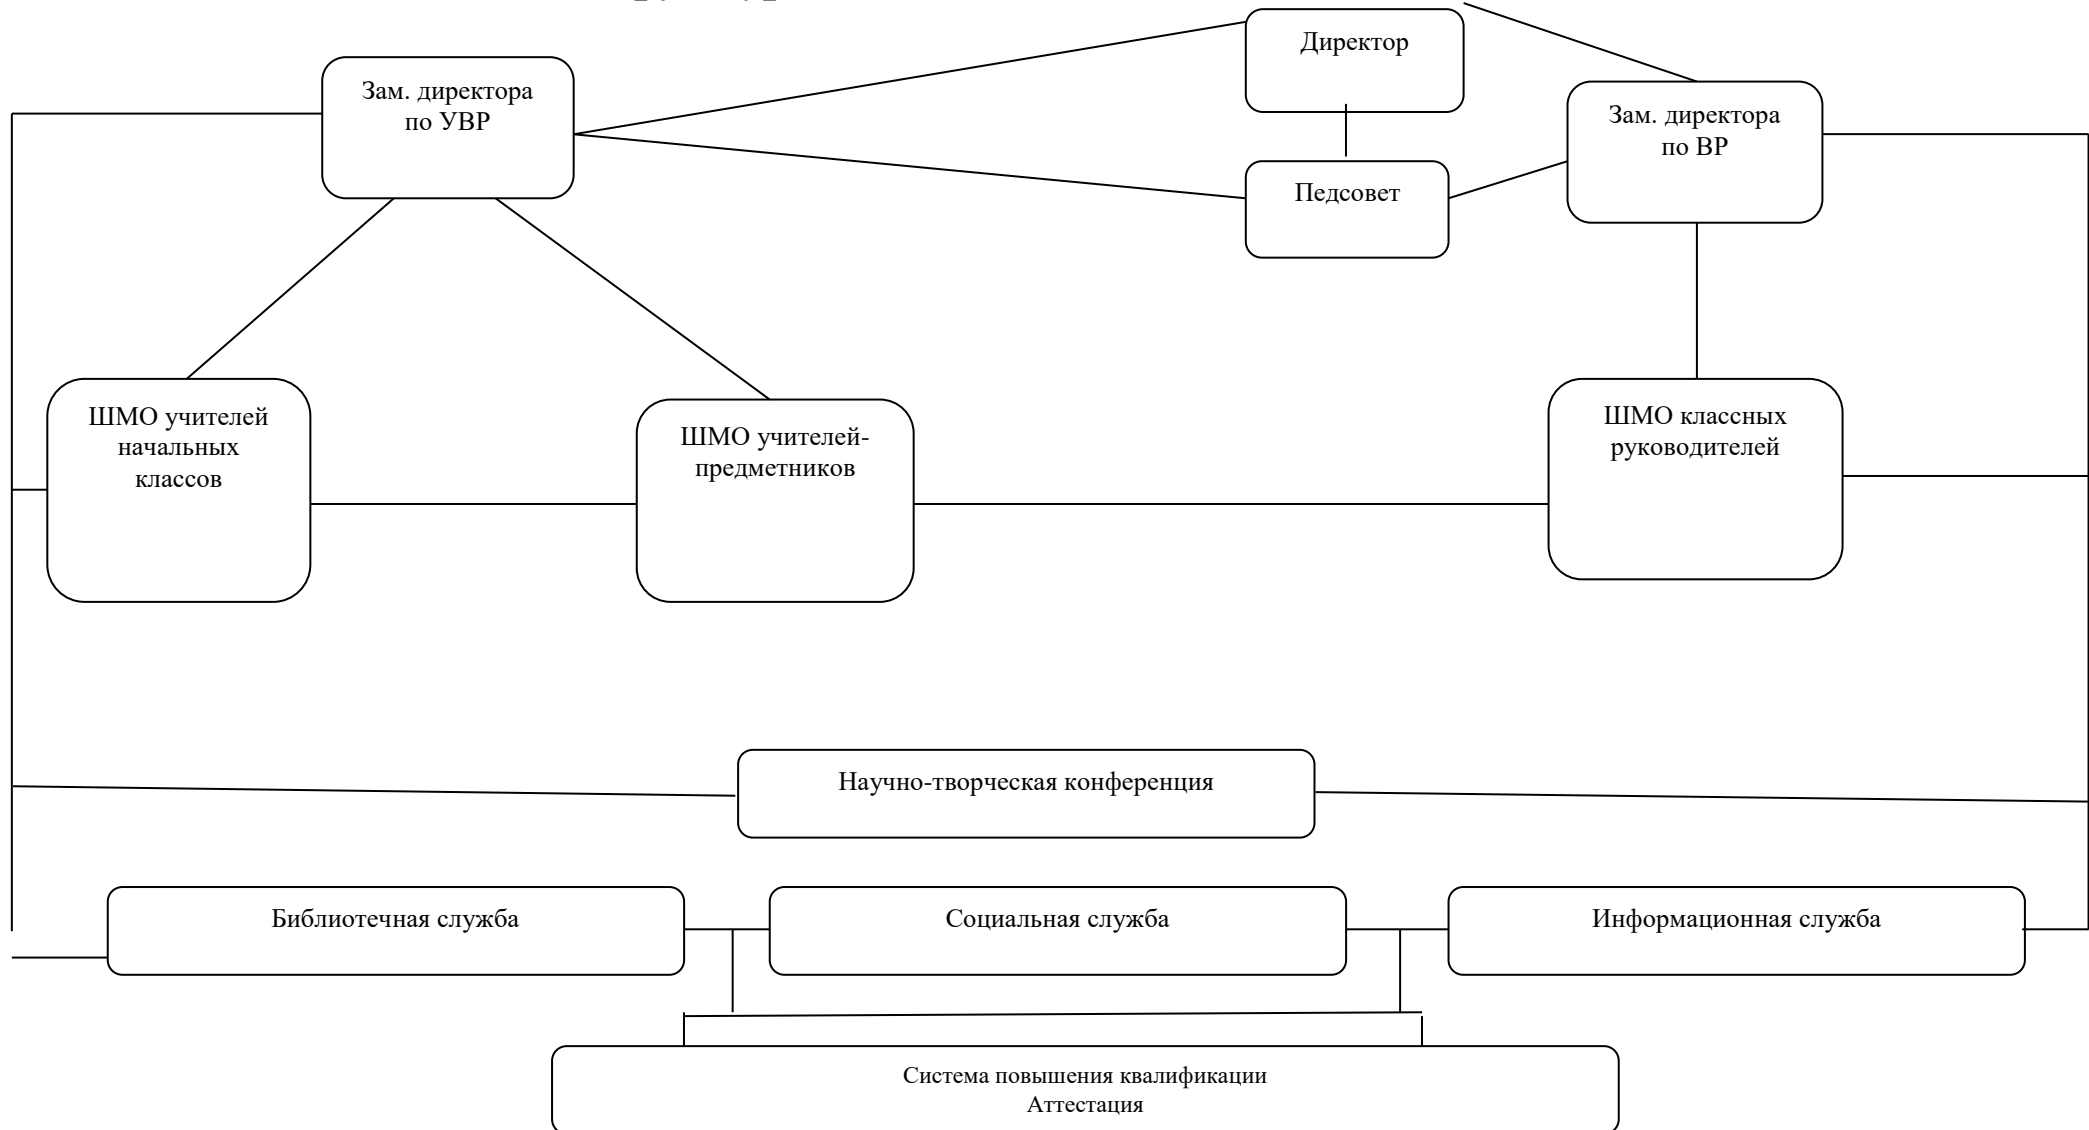 Директор
Зам. директора
по УВР
Зам. директора
по ВР
Педсовет
ШМО учителей
начальных
классов
ШМО учителей-
предметников
ШМО классных
руководителей
Научно-творческая конференция
Библиотечная служба
Социальная служба
Информационная служба
Система повышения квалификации
Аттестация